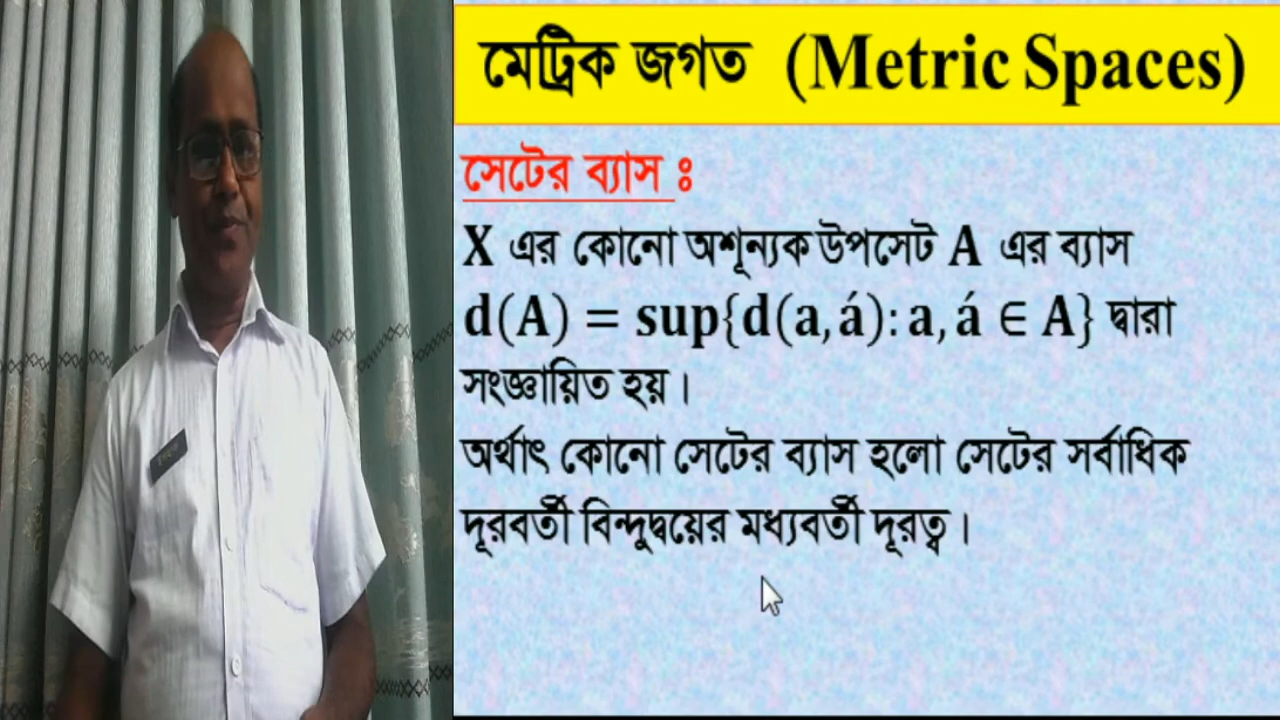 মেট্রিক জগত (Metric Spaces)
সেটের ব্যাস ঃ
X এর কোনো অশূন্যক উপসেট A এর ব্যাস
d(A) = sup{d(a, á): a, á ∈ A} দ্বারা
সংজ্ঞায়িত হয়।
অর্থাৎ কোনো সেটের ব্যাস হলো সেটের সর্বাধিক
দূরবর্তী বিন্দুদ্বয়ের মধ্যবর্তী দূরত্ব।